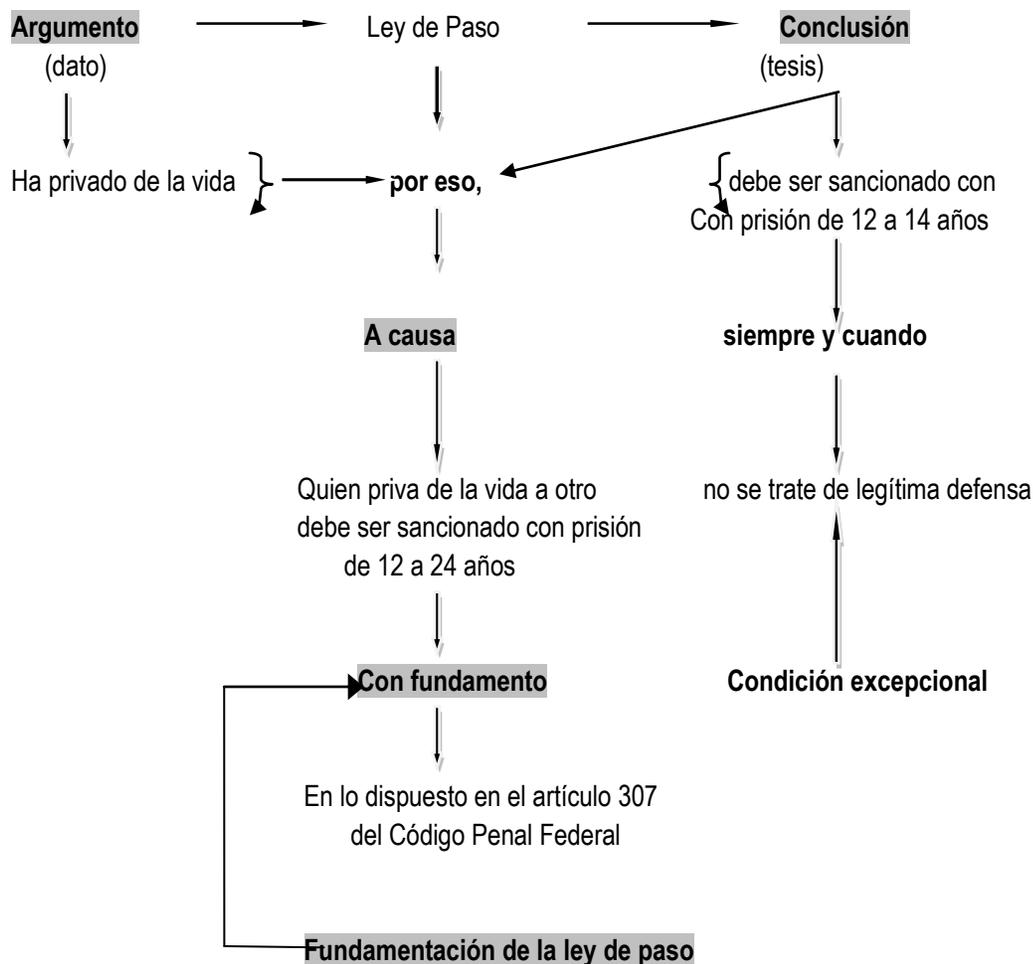 Argumento Ley de Paso Conclusión
(dato) (tesis)
Ha privado de la vida por eso, debe ser sancionado con
Con prisión de 12 a 14 años
A causa siempre y cuando
Quien priva de la vida a otro no se trate de legítima defensa
debe ser sancionado con prisión
de 12 a 24 años
Con fundamento Condición excepcional
En lo dispuesto en el artículo 307
del Código Penal Federal
Fundamentación de la ley de paso